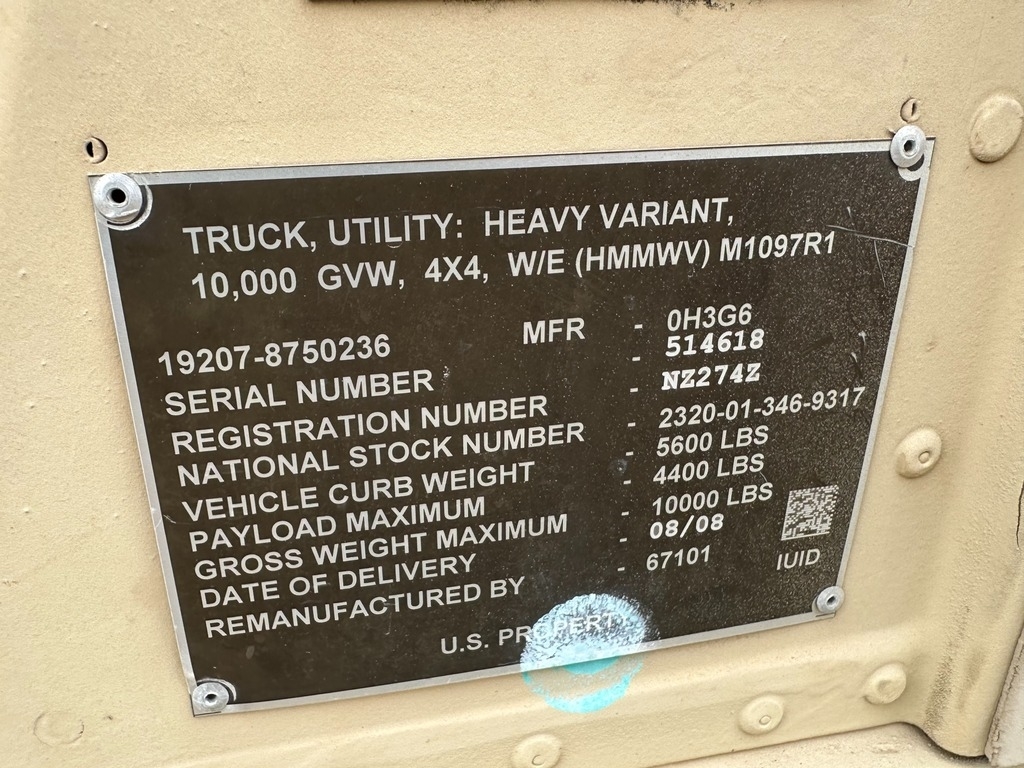 TRUCK, UTILITY: HEAVY VARIANT,
10,000 GVW, 4X4, W/E (HMMWV) M1097R1
19207-8750236 MFR - 0H3G6
SERIAL NUMBER - 514618
REGISTRATION NUMBER - NZ274Z
NATIONAL STOCK NUMBER - 2320-01-346-9317
VEHICLE CURB WEIGHT - 5600 LBS
PAYLOAD MAXIMUM - 4400 LBS
GROSS WEIGHT MAXIMUM - 10000 LBS
DATE OF DELIVERY - 08/08
REMANUFACTURED BY - 67101
IUID
U.S. PROPERTY